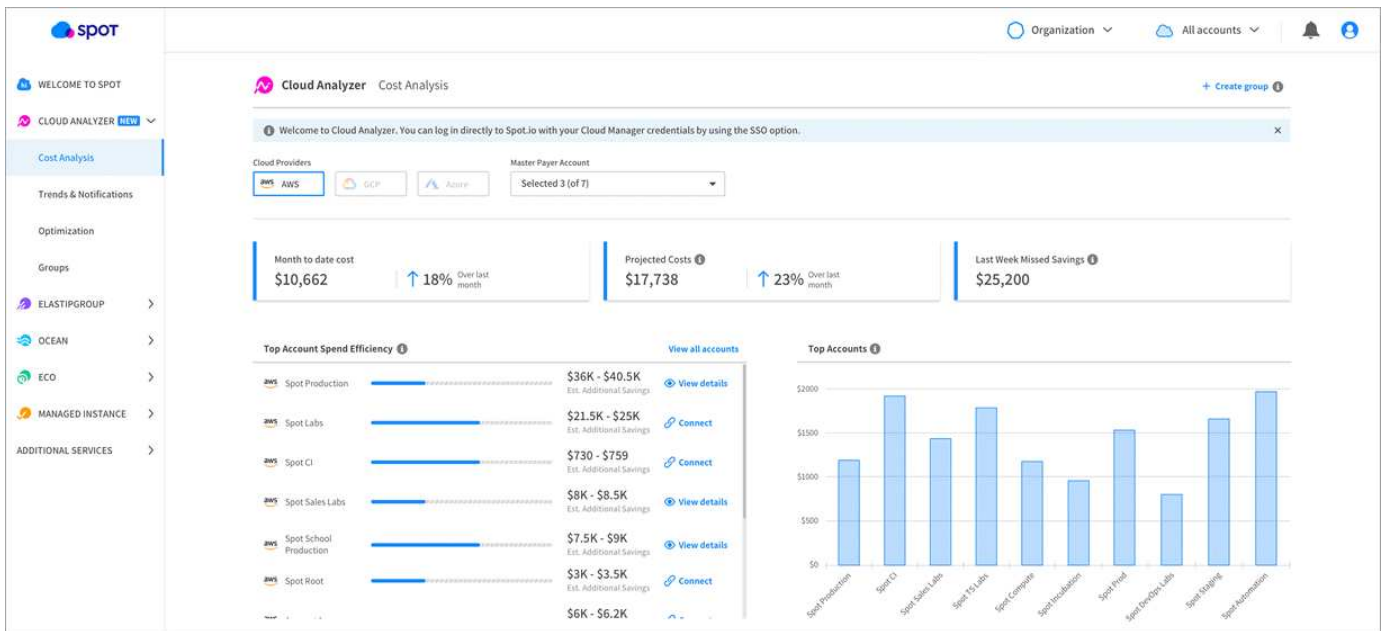 spot
Organization
All accounts
hi WELCOME TO SPOT
CLOUD ANALYZER NEW
Cost Analysis
Trends & Notifications
Optimization
Groups
ELASTIPGROUP
OCEAN
ECO
MANAGED INSTANCE
ADDITIONAL SERVICES
Cloud Analyzer Cost Analysis
+ Create group
Welcome to Cloud Analyzer. You can log in directly to Spot.io with your Cloud Manager credentials by using the SSO option.
Cloud Providers
Master Payer Account
aws AWS
GCP
Azure
Selected 3 (of 7)
Month to date cost
$10,662
18% Over last
month
Projected Costs
$17,738
23% Over last
month
Last Week Missed Savings
$25,200
Top Account Spend Efficiency
View all accounts
aws Spot Production
$36K - $40.5K
Est. Additional Savings
View details
aws Spot Labs
$21.5K - $25K
Est. Additional Savings
Connect
aws Spot CI
$730 - $759
Est. Additional Savings
Connect
aws Spot Sales Labs
$8K - $8.5K
Est. Additional Savings
View details
aws Spot School
Production
$7.5K - $9K
Est. Additional Savings
View details
aws Spot Root
$3K - $3.5K
Est. Additional Savings
Connect
$6K - $6.2K
Top Accounts
$2000
$1500
$1000
$500
$0
Spot Production
Spot CI
Spot Sales Labs
Spot TS Labs
Spot Compute
Spot Incubation
Spot Prod
Spot DevOps Labs
Spot Staging
Spot Automation